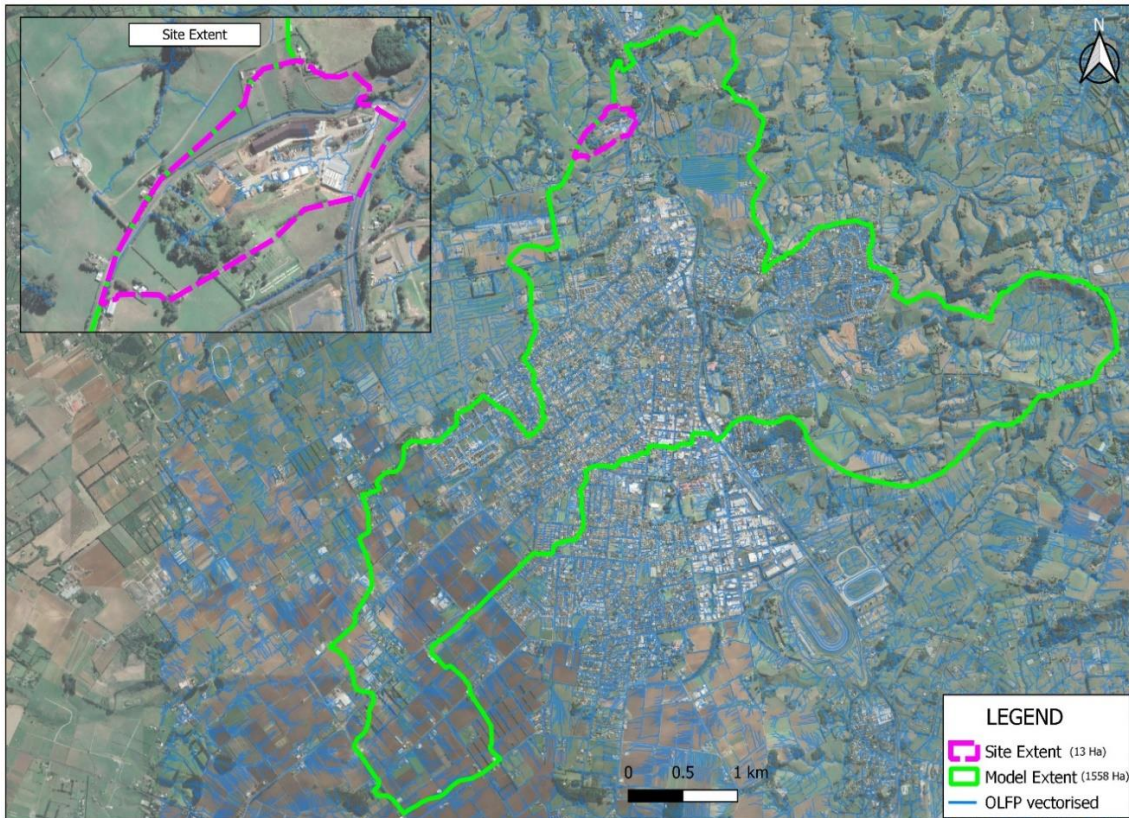 Site Extent
N
LEGEND
Site Extent (13 Ha)
Model Extent (1558 Ha)
OLFP vectorised
0 0.5 1 km